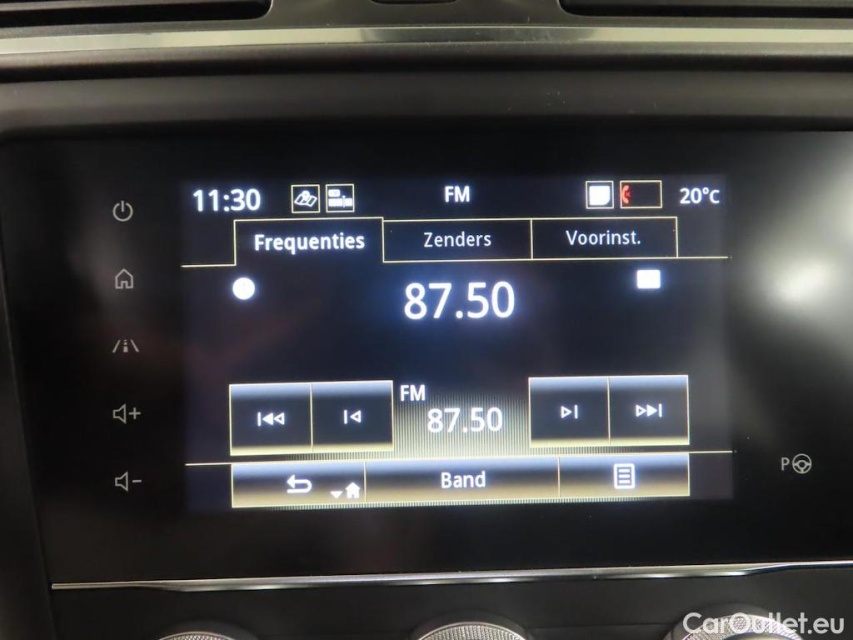 11:30 FM 20°C
Frequenties Zenders Voorinst.
87.50
FM
87.50
Band
P
CarOutlet.eu